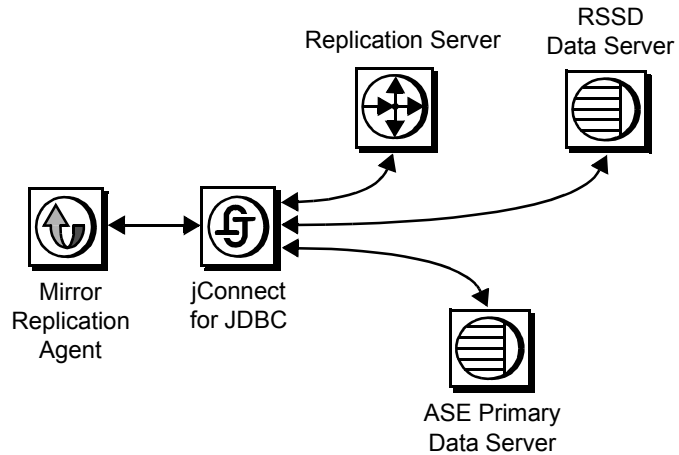 RSSD
Data Server
Replication Server
Mirror
Replication
Agent
jConnect
for JDBC
ASE Primary
Data Server